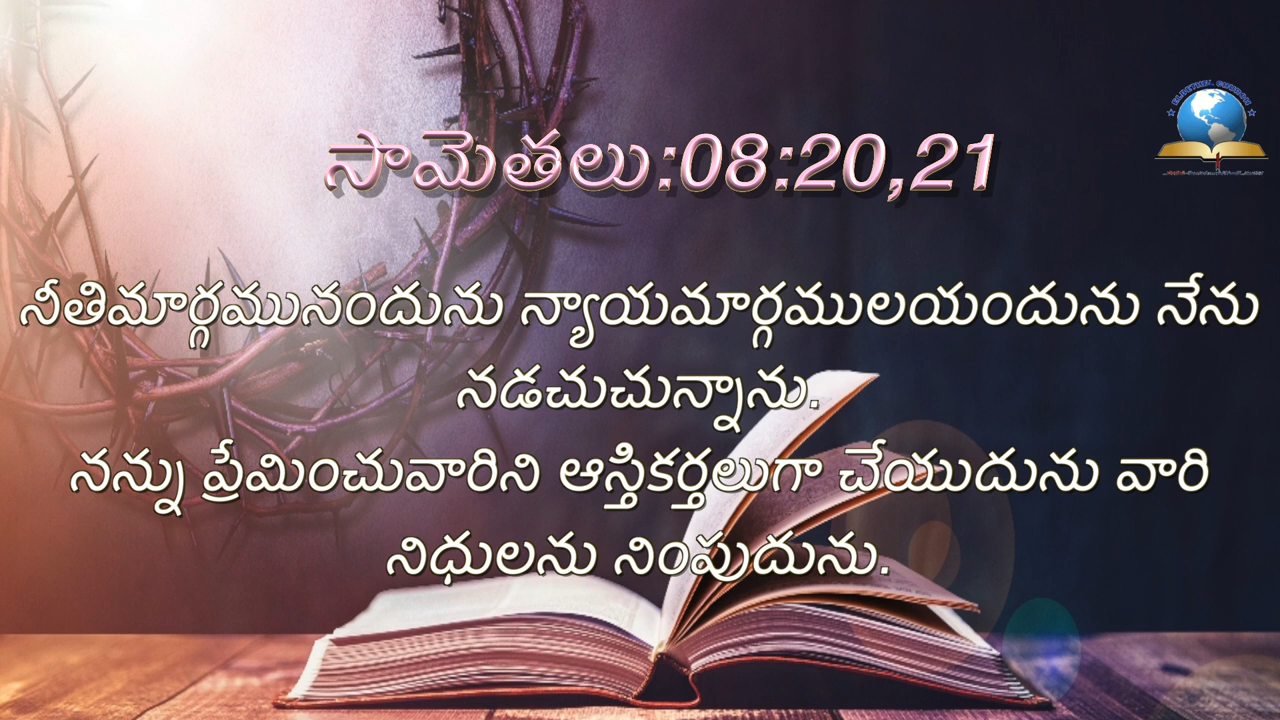 సామెతలు:08:20,21
నీతిమార్గమునందును న్యాయమార్గములయందును నేను
నడచుచున్నాను.
నన్ను ప్రేమించువారిని ఆస్తికర్తలుగా చేయుదును వారి
నిధులను నింపుదును.